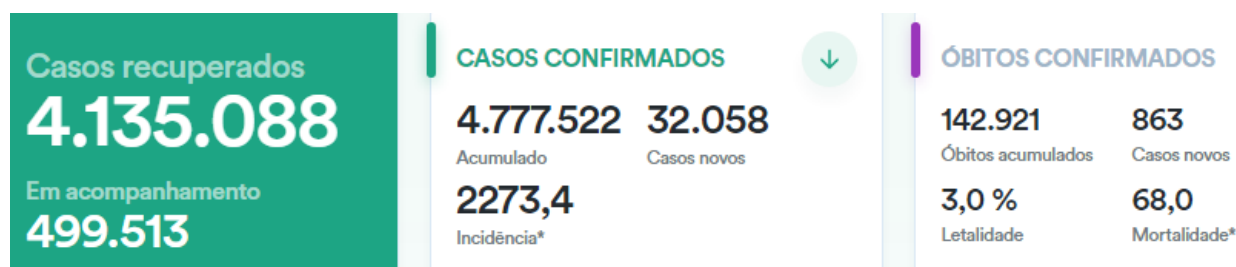 Casos recuperados
4.135.088
Em acompanhamento
499.513
CASOS CONFIRMADOS
4.777.522 32.058
Acumulado Casos novos
2273,4
Incidência*
ÓBITOS CONFIRMADOS
142.921 863
Óbitos acumulados Casos novos
3,0 % 68,0
Letalidade Mortalidade*